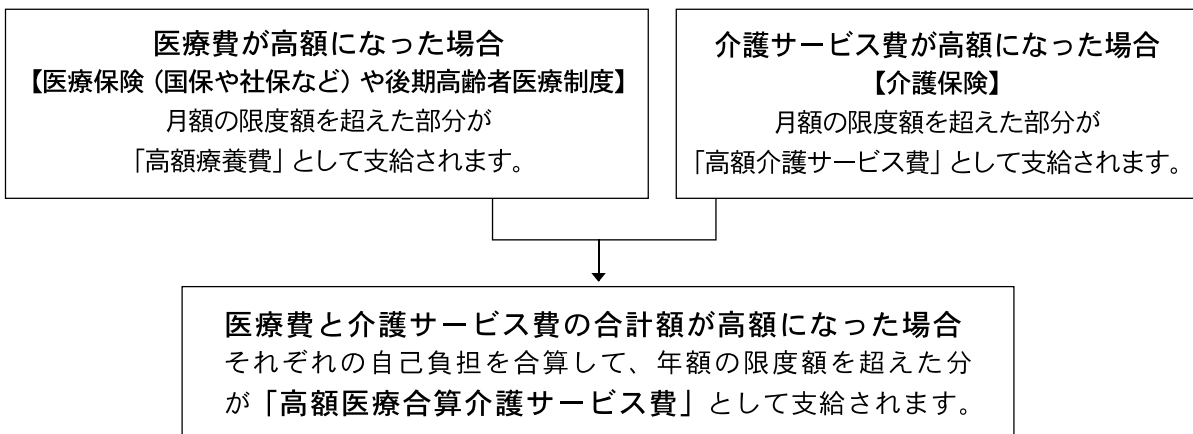 医療費が高額になった場合
【医療保険（国保や社保など）や後期高齢者医療制度】
月額の限度額を超えた部分が
「高額療養費」として支給されます。
介護サービス費が高額になった場合
【介護保険】
月額の限度額を超えた部分が
「高額介護サービス費」として支給されます。
医療費と介護サービス費の合計額が高額になった場合
それぞれの自己負担を合算して、年額の限度額を超えた分
が「高額医療合算介護サービス費」として支給されます。